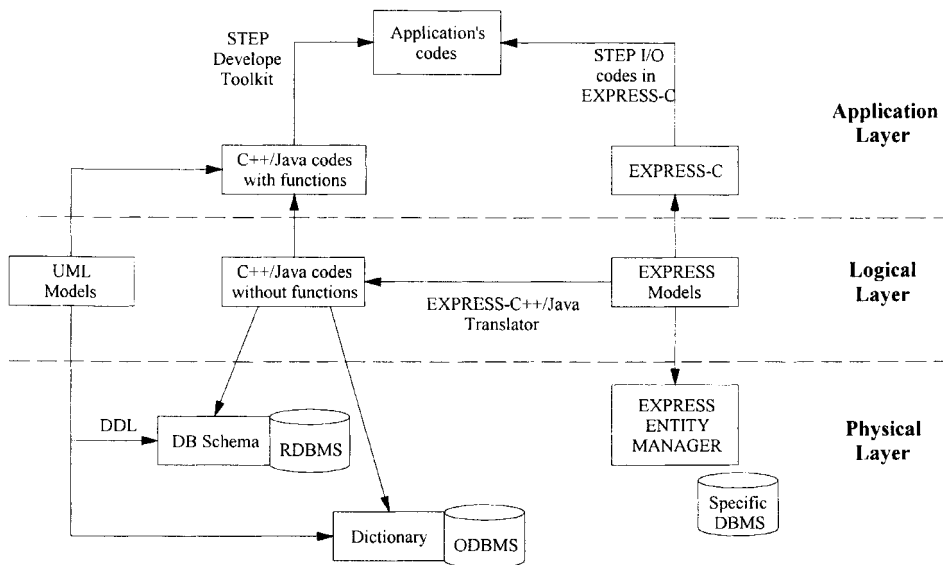 STEP
Develope
Toolkit
Application's
codes
STEP I/O
codes in
EXPRESS-C
Application
Layer
C++/Java codes
with functions
EXPRESS-C
UML
Models
C++/Java codes
without functions
EXPRESS-C++/Java
Translator
EXPRESS
Models
Logical
Layer
DDL
DB Schema
RDBMS
EXPRESS
ENTITY
MANAGER
Physical
Layer
Specific
DBMS
Dictionary
ODBMS